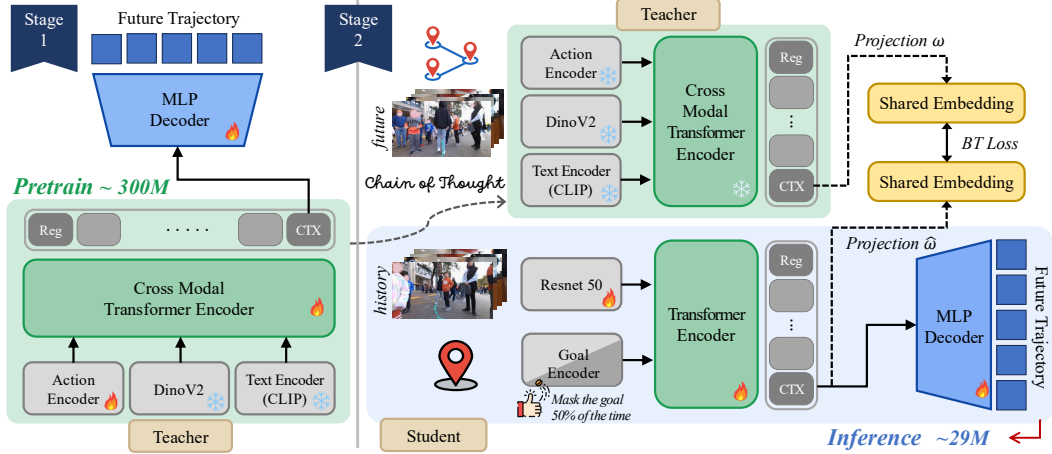 Stage
1
Future Trajectory
MLP
Decoder
Pretrain ~ 300M
Reg
· · · · ·
CTX
Cross Modal
Transformer Encoder
Action
Encoder
DinoV2
Text Encoder
(CLIP)
Teacher
Stage
2
Teacher
future
Chain of Thought
Action
Encoder
DinoV2
Text Encoder
(CLIP)
Cross
Modal
Transformer
Encoder
Reg
CTX
Projection ω
Shared Embedding
BT Loss
Shared Embedding
Projection ω̂
history
Resnet 50
Goal
Encoder
Mask the goal
50% of the time
Transformer
Encoder
Reg
CTX
MLP
Decoder
Future Trajectory
Student
Inference ~29M